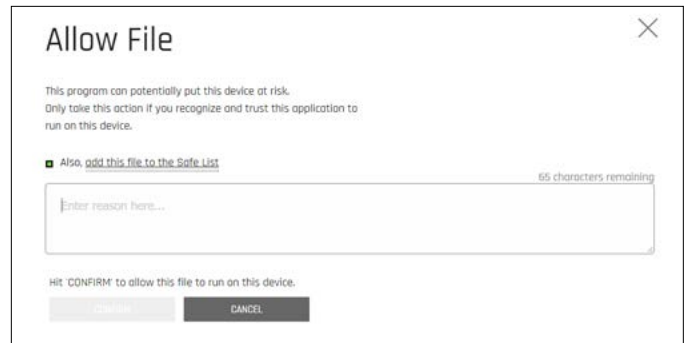 Allow File
This program can potentially put this device at risk.
Only take this action if you recognize and trust this application to
run on this device.
Also, add this file to the Safe List
65 characters remaining
Enter reason here...
Hit 'CONFIRM' to allow this file to run on this device.
CONFIRM
CANCEL